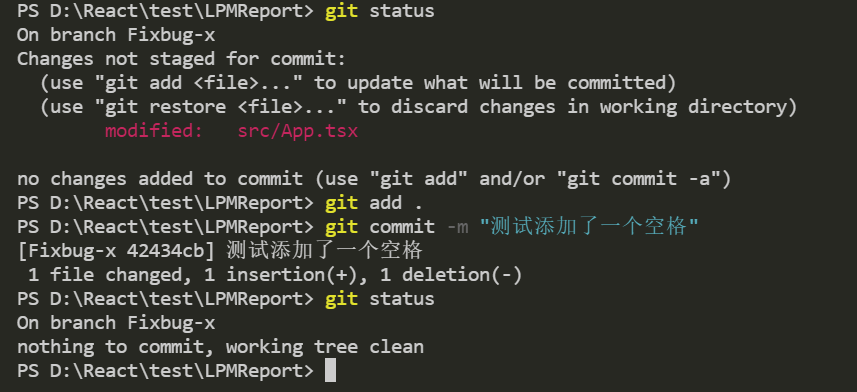 PS D:\React\test\LPMReport> git status
On branch Fixbug-x
Changes not staged for commit:
  (use "git add <file>..." to update what will be committed)
  (use "git restore <file>..." to discard changes in working directory)
        modified:   src/App.tsx

no changes added to commit (use "git add" and/or "git commit -a")
PS D:\React\test\LPMReport> git add .
PS D:\React\test\LPMReport> git commit -m "测试添加了一个空格"
[Fixbug-x 42434cb] 测试添加了一个空格
 1 file changed, 1 insertion(+), 1 deletion(-)
PS D:\React\test\LPMReport> git status
On branch Fixbug-x
nothing to commit, working tree clean
PS D:\React\test\LPMReport>